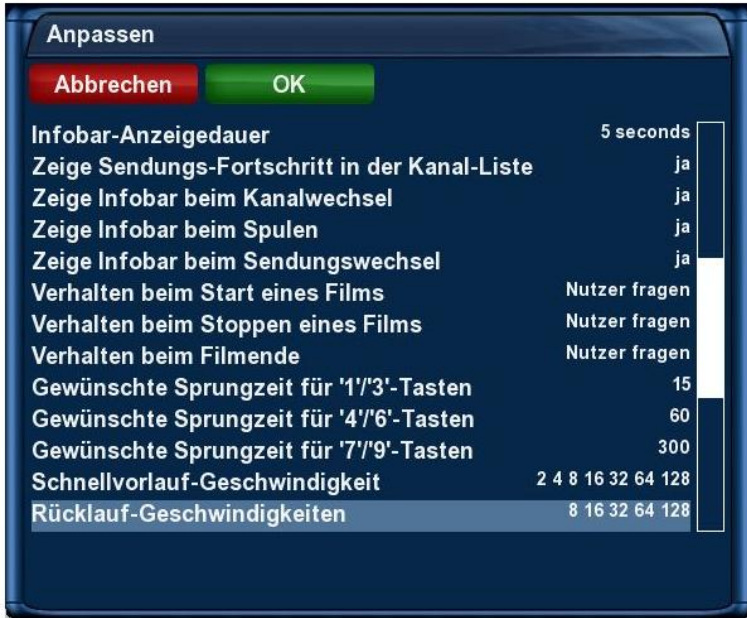 Anpassen
Abbrechen OK
Infobar-Anzeigedauer 5 seconds
Zeige Sendungs-Fortschritt in der Kanal-Liste ja
Zeige Infobar beim Kanalwechsel ja
Zeige Infobar beim Spulen ja
Zeige Infobar beim Sendungswechsel ja
Verhalten beim Start eines Films Nutzer fragen
Verhalten beim Stoppen eines Films Nutzer fragen
Verhalten beim Filmende Nutzer fragen
Gewünschte Sprungzeit für '1'/'3'-Tasten 15
Gewünschte Sprungzeit für '4'/'6'-Tasten 60
Gewünschte Sprungzeit für '7'/'9'-Tasten 300
Schnellvorlauf-Geschwindigkeit 2 4 8 16 32 64 128
Rücklauf-Geschwindigkeiten 8 16 32 64 128